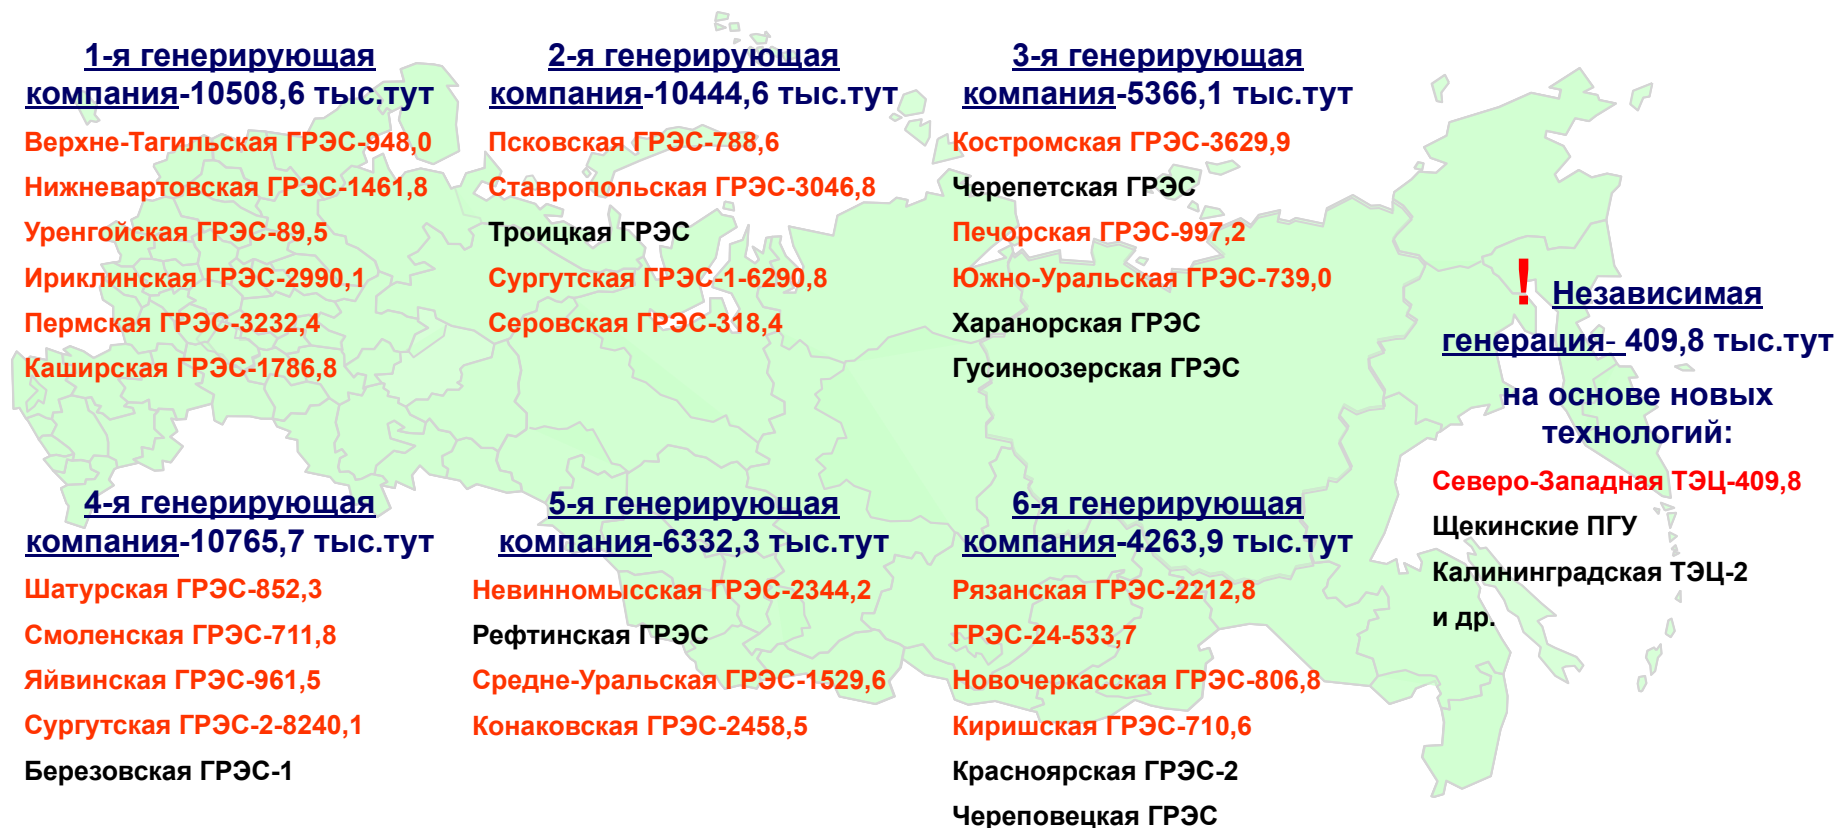 1-я генерирующая
компания-10508,6 тыс.тут
Верхне-Тагильская ГРЭС-948,0
Нижневартовская ГРЭС-1461,8
Уренгойская ГРЭС-89,5
Ириклинская ГРЭС-2990,1
Пермская ГРЭС-3232,4
Каширская ГРЭС-1786,8
2-я генерирующая
компания-10444,6 тыс.тут
Псковская ГРЭС-788,6
Ставропольская ГРЭС-3046,8
Троицкая ГРЭС
Сургутская ГРЭС-1-6290,8
Серовская ГРЭС-318,4
3-я генерирующая
компания-5366,1 тыс.тут
Костромская ГРЭС-3629,9
Черепетская ГРЭС
Печорская ГРЭС-997,2
Южно-Уральская ГРЭС-739,0
Харанорская ГРЭС
Гусиноозерская ГРЭС
4-я генерирующая
компания-10765,7 тыс.тут
Шатурская ГРЭС-852,3
Смоленская ГРЭС-711,8
Яйвинская ГРЭС-961,5
Сургутская ГРЭС-2-8240,1
Березовская ГРЭС-1
5-я генерирующая
компания-6332,3 тыс.тут
Невинномысская ГРЭС-2344,2
Рефтинская ГРЭС
Средне-Уральская ГРЭС-1529,6
Конаковская ГРЭС-2458,5
6-я генерирующая
компания-4263,9 тыс.тут
Рязанская ГРЭС-2212,8
ГРЭС-24-533,7
Новочеркасская ГРЭС-806,8
Киришская ГРЭС-710,6
Красноярская ГРЭС-2
Череповецкая ГРЭС
! Независимая
генерация- 409,8 тыс.тут
на основе новых
технологий:
Северо-Западная ТЭЦ-409,8
Щекинские ПГУ
Калининградская ТЭЦ-2
и др.